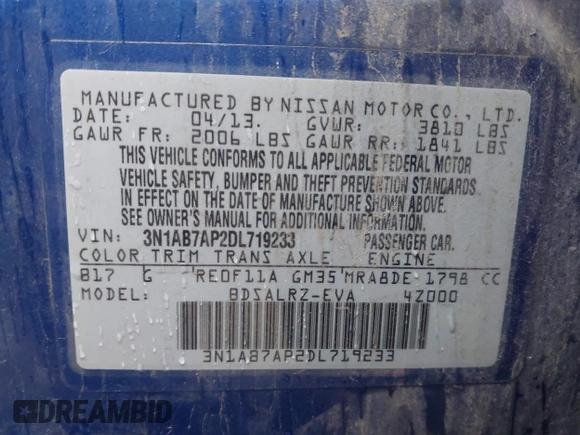 MANUFACTURED BY NISSAN MOTOR CO., LTD.
DATE: 04/13. GVWR: 3810 LBS
GAWR FR: 2006 LBS GAWR RR: 1841 LBS
THIS VEHICLE CONFORMS TO ALL APPLICABLE FEDERAL MOTOR
VEHICLE SAFETY, BUMPER AND THEFT PREVENTION STANDARDS
IN EFFECT ON THE DATE OF MANUFACTURE SHOWN ABOVE.
SEE OWNER'S MANUAL FOR ADDITIONAL INFORMATION.
VIN: 3N1AB7AP2DL719233 PASSENGER CAR.
COLOR TRIM TRANS AXLE ENGINE
B17 G RE0F11A GM35 MRA8DE 1798 CC
BDSALRZ-EVA 4Z000
3N1AB7AP2DL719233
DREAMBID